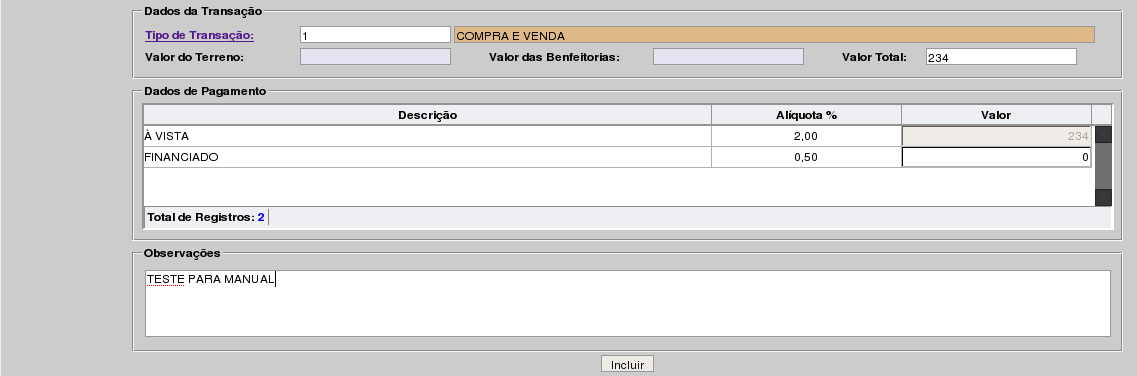 Dados da Transação
Tipo de Transação: 1 COMPRA E VENDA
Valor do Terreno: Valor das Benfeitorias: Valor Total: 234
Dados de Pagamento
Descrição Alíquota % Valor
À VISTA 2,00 234
FINANCIADO 0,50 0
Total de Registros: 2
Observações
TESTE PARA MANUAL
Incluir